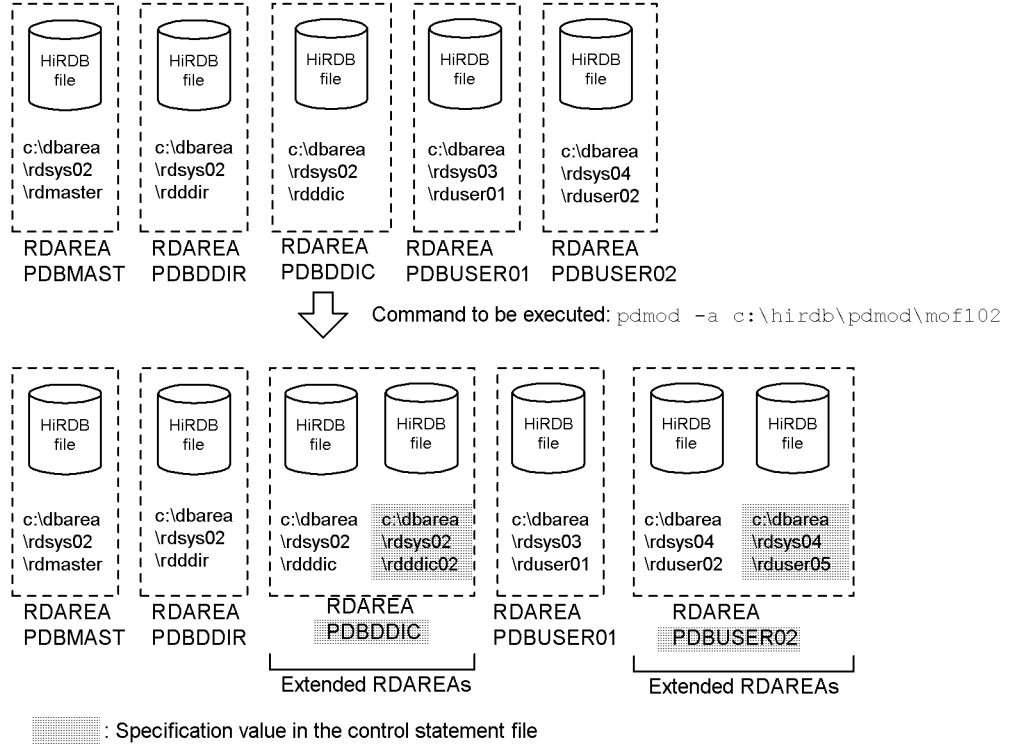 HiRDB
file
HiRDB
file
HiRDB
file
HiRDB
file
HiRDB
file
c:\dbarea
\rdsys02
\rdmaster
c:\dbarea
\rdsys02
\rdddir
c:\dbarea
\rdsys02
\rdddic
c:\dbarea
\rdsys03
\rduser01
c:\dbarea
\rdsys04
\rduser02
RDAREA
PDBMAST
RDAREA
PDBDDIR
RDAREA
PDBDDIC
RDAREA
PDBUSER01
RDAREA
PDBUSER02
Command to be executed: pdmod -a c:\hirdb\pdmod\mof102
HiRDB
file
HiRDB
file
HiRDB
file
HiRDB
file
HiRDB
file
HiRDB
file
HiRDB
file
c:\dbarea
\rdsys02
\rdmaster
c:\dbarea
\rdsys02
\rdddir
c:\dbarea
\rdsys02
\rdddic
c:\dbarea
\rdsys02
\rdddic02
c:\dbarea
\rdsys03
\rduser01
c:\dbarea
\rdsys04
\rduser02
c:\dbarea
\rdsys04
\rduser05
RDAREA
PDBMAST
RDAREA
PDBDDIR
RDAREA
PDBDDIC
RDAREA
PDBUSER01
RDAREA
PDBUSER02
Extended RDAREAs
Extended RDAREAs
: Specification value in the control statement file